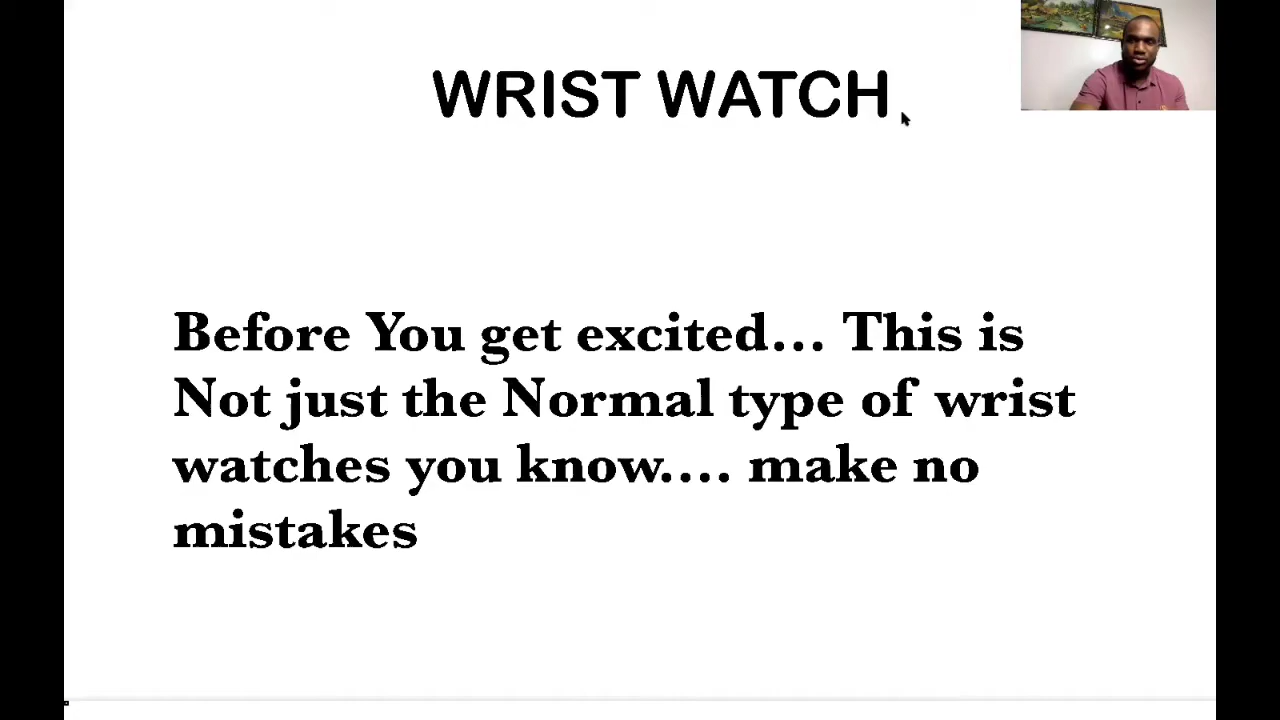 WRIST WATCH
Before You get excited... This is
Not just the Normal type of wrist
watches you know.... make no
mistakes